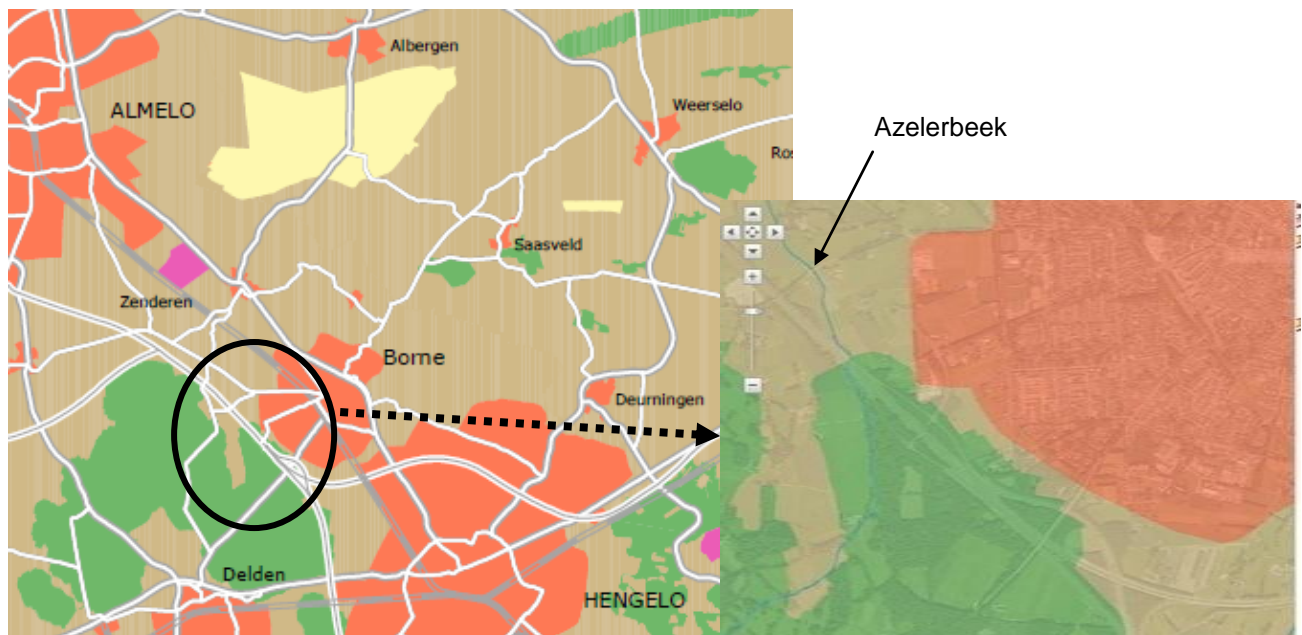 Albergen
ALMELO
Weerselo
Azelerbeek
Ros
Saasveld
Zenderen
Borne
Deurningen
Delden
HENGELO